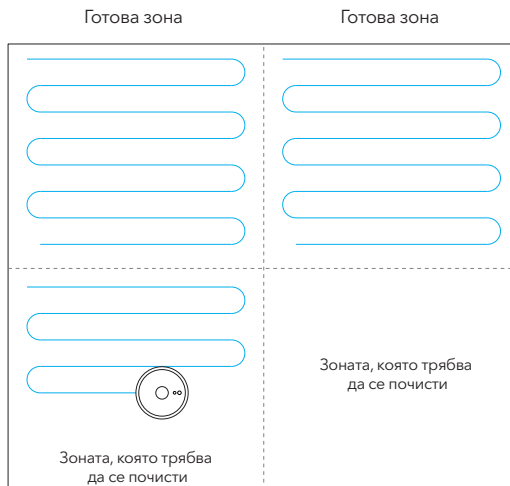 Готова зона
Готова зона
Зоната, която трябва
да се почисти
Зоната, която трябва
да се почисти